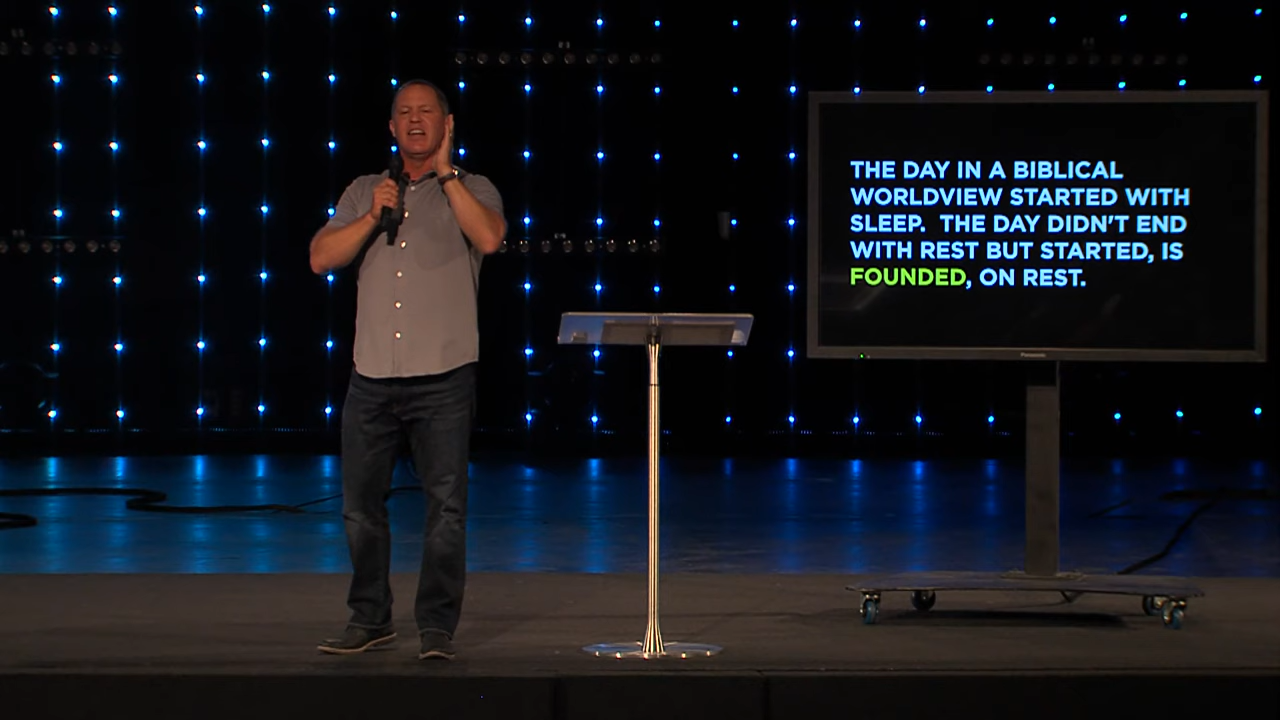 THE DAY IN A BIBLICAL
WORLDVIEW STARTED WITH
SLEEP.  THE DAY DIDN'T END
WITH REST BUT STARTED, IS
FOUNDED, ON REST.
Panasonic